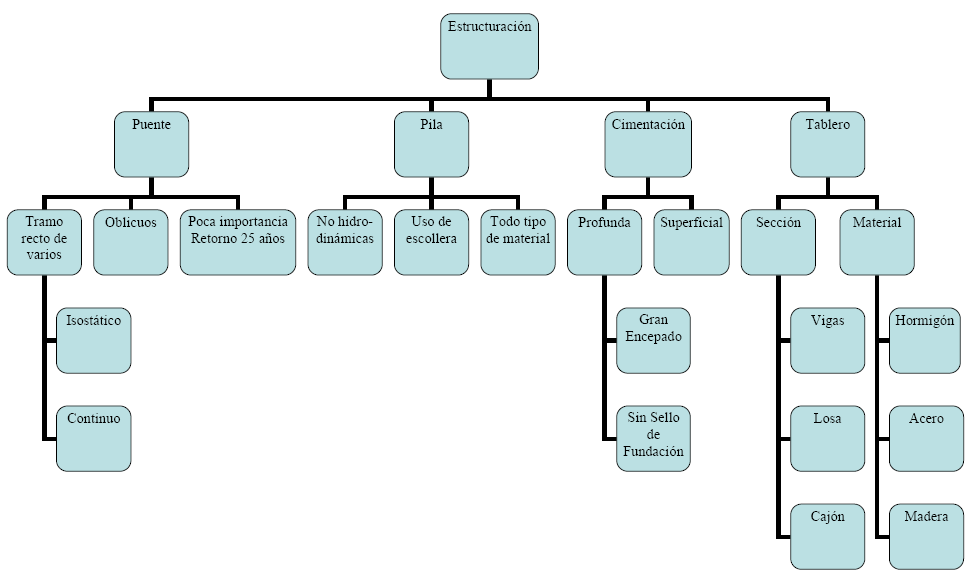 Estructuración
Puente
Pila
Cimentación
Tablero
Tramo
recto de
varios
Oblicuos
Poca importancia
Retorno 25 años
No hidro-
dinámicas
Uso de
escollera
Todo tipo
de material
Profunda
Superficial
Sección
Material
Isostático
Gran
Encepado
Vigas
Hormigón
Continuo
Sin Sello
de
Fundación
Losa
Acero
Cajón
Madera